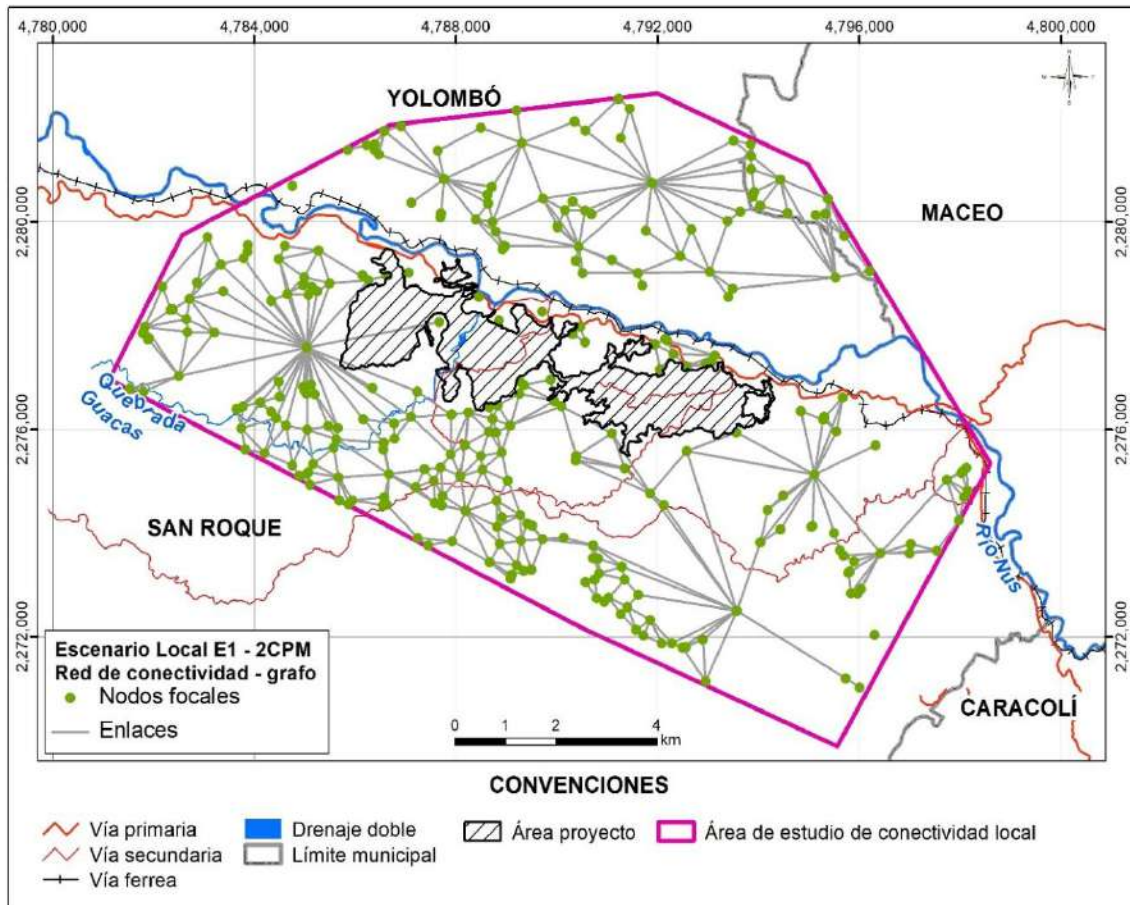 4,780,000 4,784,000 4,788,000 4,792,000 4,796,000 4,800,000
YOLOMBÓ
MACEO
2,280,000 2,280,000
2,276,000 2,276,000
Quebrada
Guacas
SAN ROQUE
Río Nus
2,272,000 2,272,000
CARACOLÍ
Escenario Local E1 - 2CPM
Red de conectividad - grafo
Nodos focales
Enlaces
0 1 2 4
km
CONVENCIONES
Vía primaria
Vía secundaria
Vía ferrea
Drenaje doble
Límite municipal
Área proyecto
Área de estudio de conectividad local